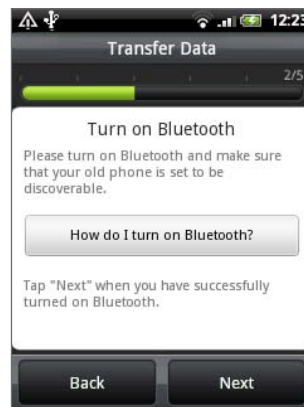 12:23
Transfer Data
2/5
Turn on Bluetooth
Please turn on Bluetooth and make sure
that your old phone is set to be
discoverable.
How do I turn on Bluetooth?
Tap "Next" when you have successfully
turned on Bluetooth.
Back
Next